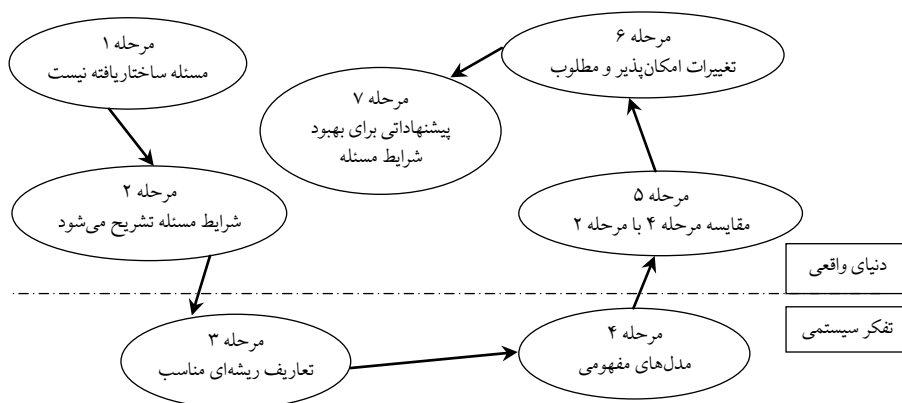 مرحله ۱
مسئله ساختاریافته نیست
مرحله ۲
شرایط مسئله تشریح می‌شود
مرحله ۳
تعاریف ریشه‌ای مناسب
مرحله ۴
مدل‌های مفهومی
مرحله ۵
مقایسه مرحله ۴ با مرحله ۲
مرحله ۶
تغییرات امکان‌پذیر و مطلوب
مرحله ۷
پیشنهاداتی برای بهبود
شرایط مسئله
دنیای واقعی
تفکر سیستمی